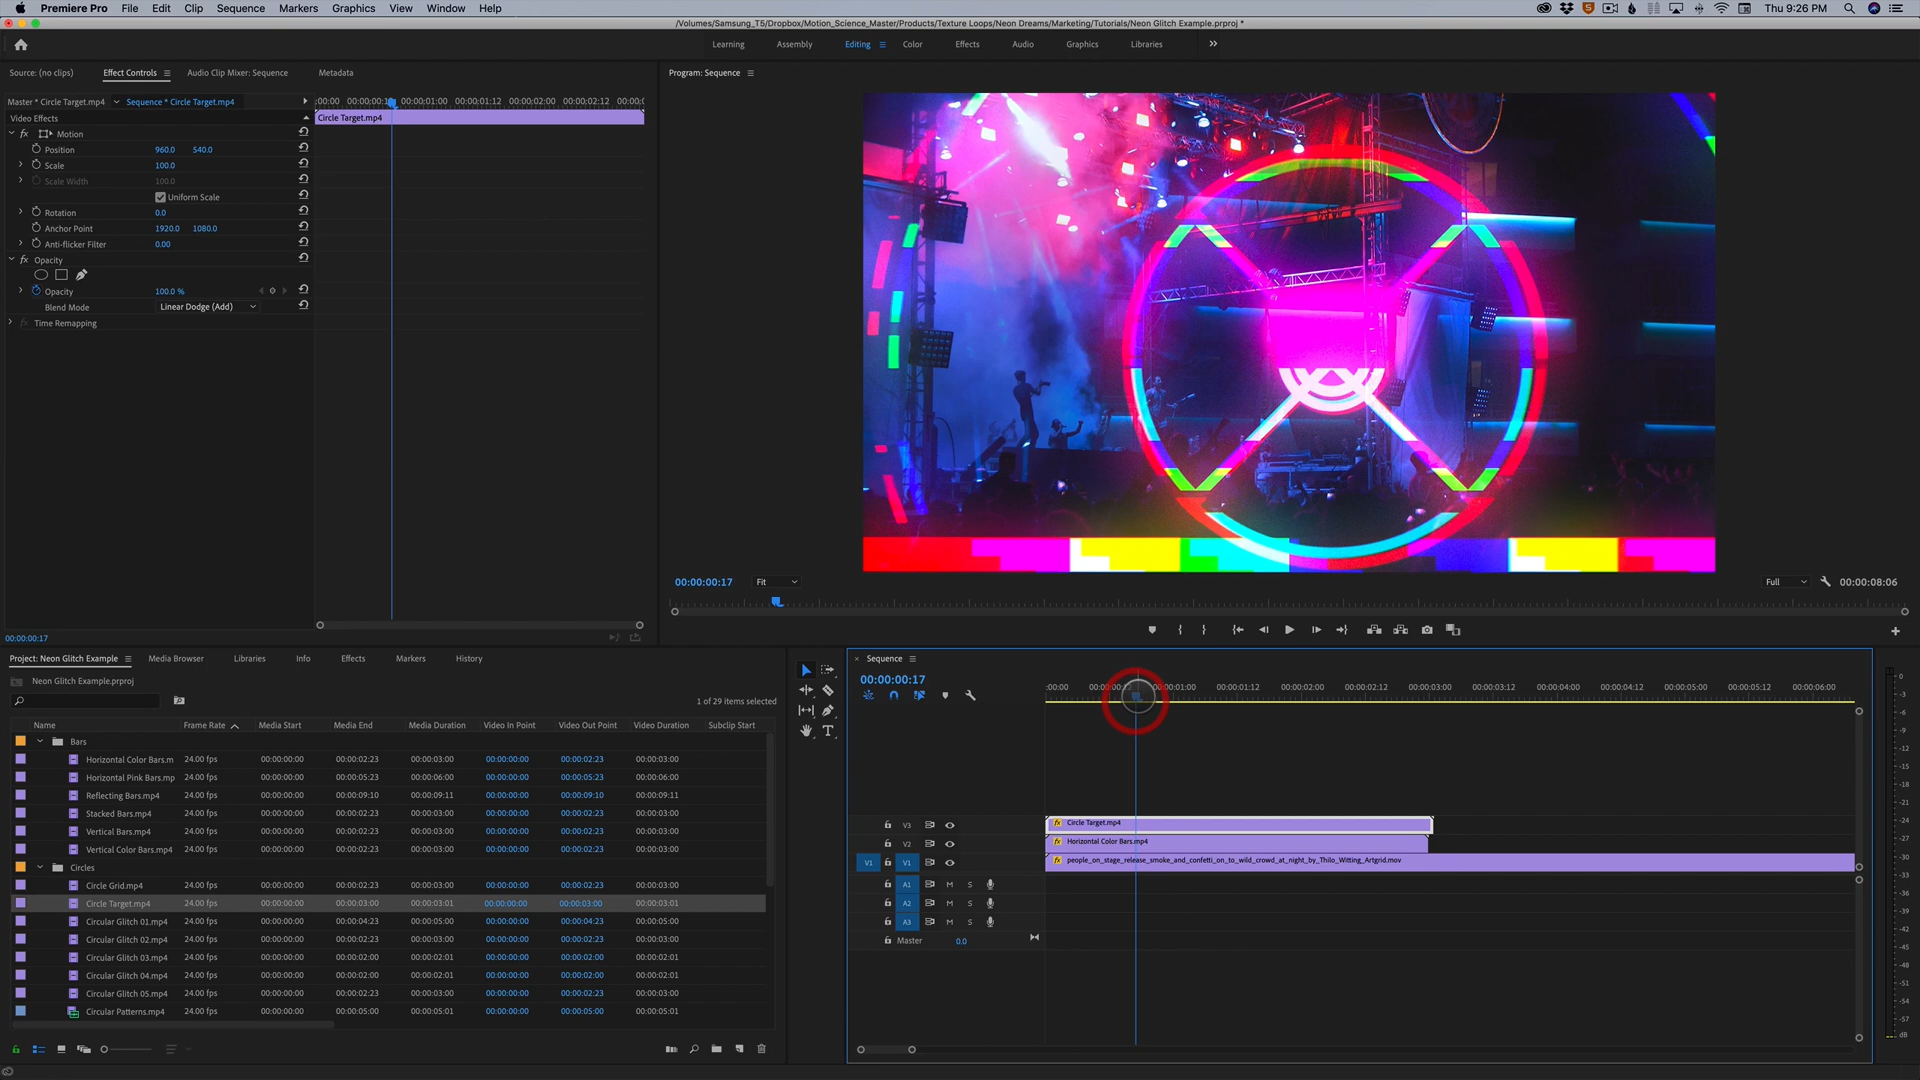 Premiere Pro File Edit Clip Sequence Markers Graphics View Window Help Thu 9:26 PM
/Volumes/Samsung_T5/Dropbox/Motion_Science_Master/Products/Texture Loops/Neon Dreams/Marketing/Tutorials/Neon Glitch Example.prproj *
Learning Assembly Editing Color Effects Audio Graphics Libraries
Source: (no clips) Effect Controls Audio Clip Mixer: Sequence Metadata
Program: Sequence
Master * Circle Target.mp4 Sequence * Circle Target.mp4
:00:00 00:00:00:1 00:00:01:00 00:00:01:12 00:00:02:00 00:00:02:12 00:00:0
Video Effects
Circle Target.mp4
fx Motion
Position 960.0 540.0
Scale 100.0
Scale Width 100.0
Uniform Scale
Rotation 0.0
Anchor Point 1920.0 1080.0
Anti-flicker Filter 0.00
fx Opacity
Opacity 100.0 %
Blend Mode Linear Dodge (Add)
fx Time Remapping
00:00:00:17 Fit Full 00:00:08:06
00:00:00:17
Project: Neon Glitch Example Media Browser Libraries Info Effects Markers History
Neon Glitch Example.prproj
1 of 29 items selected
Name Frame Rate Media Start Media End Media Duration Video In Point Video Out Point Video Duration Subclip Start
Bars
Horizontal Color Bars.m 24.00 fps 00:00:00:00 00:00:02:23 00:00:03:00 00:00:00:00 00:00:02:23 00:00:03:00
Horizontal Pink Bars.mp 24.00 fps 00:00:00:00 00:00:05:23 00:00:06:00 00:00:00:00 00:00:05:23 00:00:06:00
Reflecting Bars.mp4 24.00 fps 00:00:00:00 00:00:09:10 00:00:09:11 00:00:00:00 00:00:09:10 00:00:09:11
Stacked Bars.mp4 24.00 fps 00:00:00:00 00:00:02:23 00:00:03:00 00:00:00:00 00:00:02:23 00:00:03:00
Vertical Bars.mp4 24.00 fps 00:00:00:00 00:00:02:23 00:00:03:00 00:00:00:00 00:00:02:23 00:00:03:00
Vertical Color Bars.mp4 24.00 fps 00:00:00:00 00:00:02:23 00:00:03:00 00:00:00:00 00:00:02:23 00:00:03:00
Circles
Circle Grid.mp4 24.00 fps 00:00:00:00 00:00:02:23 00:00:03:00 00:00:00:00 00:00:02:23 00:00:03:00
Circle Target.mp4 24.00 fps 00:00:00:00 00:00:03:00 00:00:03:01 00:00:00:00 00:00:03:00 00:00:03:01
Circular Glitch 01.mp4 24.00 fps 00:00:00:00 00:00:04:23 00:00:05:00 00:00:00:00 00:00:04:23 00:00:05:00
Circular Glitch 02.mp4 24.00 fps 00:00:00:00 00:00:02:23 00:00:03:00 00:00:00:00 00:00:02:23 00:00:03:00
Circular Glitch 03.mp4 24.00 fps 00:00:00:00 00:00:02:00 00:00:02:01 00:00:00:00 00:00:02:00 00:00:02:01
Circular Glitch 04.mp4 24.00 fps 00:00:00:00 00:00:02:23 00:00:02:01 00:00:00:00 00:00:02:00 00:00:02:01
Circular Glitch 05.mp4 24.00 fps 00:00:00:00 00:00:02:23 00:00:03:00 00:00:00:00 00:00:02:23 00:00:03:00
Circular Patterns.mp4 24.00 fps 00:00:00:00 00:00:05:00 00:00:05:01 00:00:00:00 00:00:05:00 00:00:05:01
Sequence
00:00:00:17
:00:00 00:00:00:12 00:00:01:00 00:00:01:12 00:00:02:00 00:00:02:12 00:00:03:00 00:00:03:12 00:00:04:00 00:00:04:12 00:00:05:00 00:00:05:12 00:00:06:00
V3 fx Circle Target.mp4
V2 fx Horizontal Color Bars.mp4
V1 V1 fx people_on_stage_release_smoke_and_confetti_on_to_wild_crowd_at_night_by_Thilo_Witting_Artgrid.mov
A1 M S
A2 M S
A3 M S
Master 0.0
0
-3
-6
-9
-12
-15
-18
-21
-24
-27
-30
-33
-36
-39
-42
-45
-48
-51
-54
-57
dB